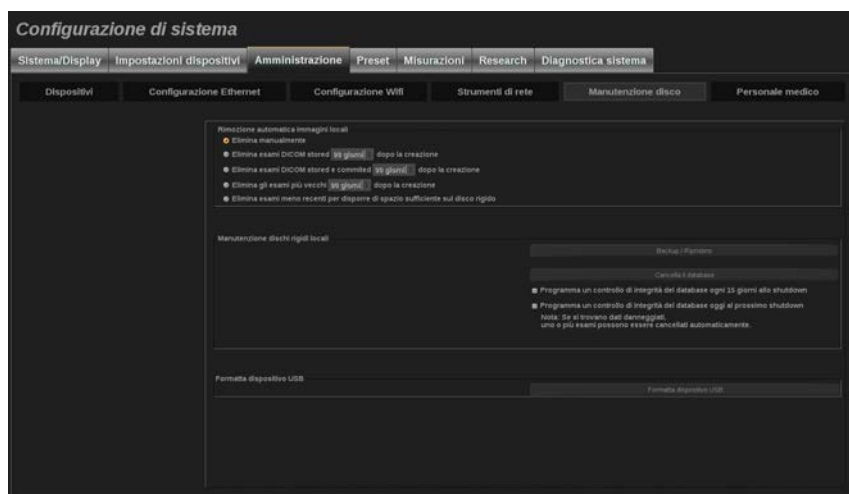 Configurazione di sistema
Sistema/Display Impostazioni dispositivi Amministrazione Preset Misurazioni Research Diagnostica sistema
Dispositivi Configurazione Ethernet Configurazione Wifi Strumenti di rete Manutenzione disco Personale medico
Rimozione automatica immagini locali
Elimina manualmente
Elimina esami DICOM stored 99 giorni dopo la creazione
Elimina esami DICOM stored e commited 99 giorni dopo la creazione
Elimina gli esami più vecchi 99 giorni dopo la creazione
Elimina esami meno recenti per disporre di spazio sufficiente sul disco rigido
Manutenzione dischi rigidi locali
Backup / Ripristino
Cancella il database
Programma un controllo di integrità del database ogni 15 giorni allo shutdown
Programma un controllo di integrità del database oggi al prossimo shutdown
Nota: Se si trovano dati danneggiati,
uno o più esami possono essere cancellati automaticamente.
Formatta dispositivo USB
Formatta dispositivo USB